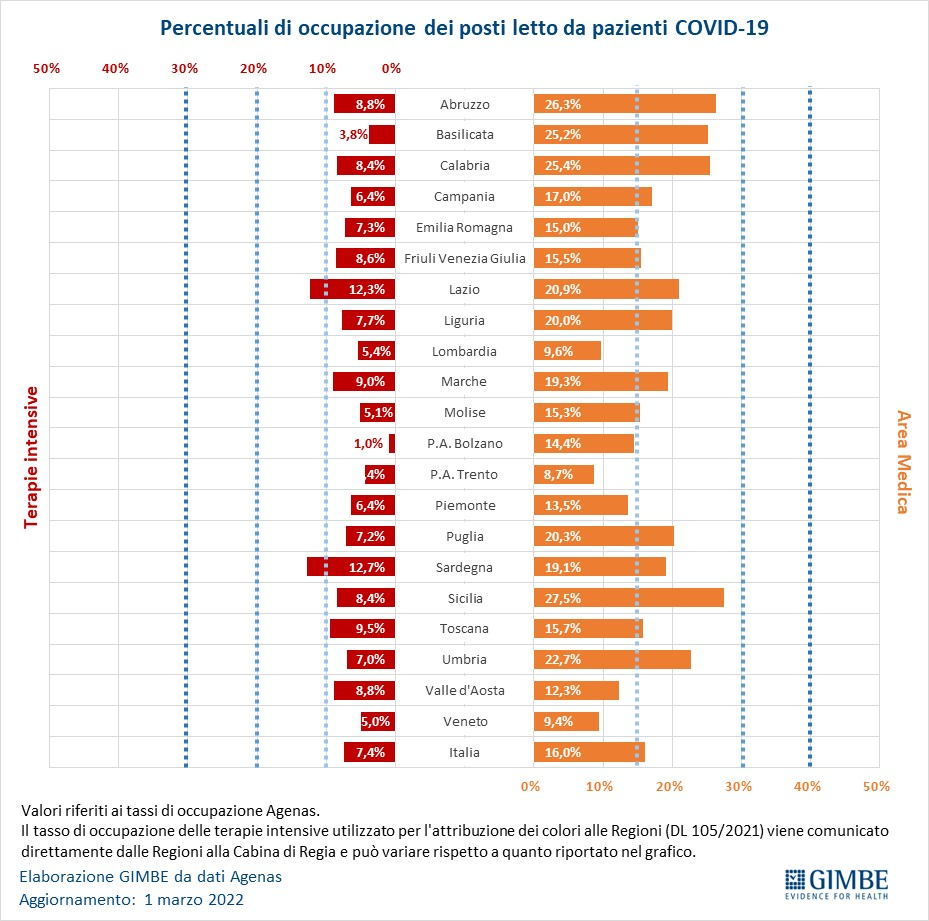 Percentuali di occupazione dei posti letto da pazienti COVID-19
50% 40% 30% 20% 10% 0%
8,8% Abruzzo 26,3%
3,8% Basilicata 25,2%
8,4% Calabria 25,4%
6,4% Campania 17,0%
7,3% Emilia Romagna 15,0%
8,6% Friuli Venezia Giulia 15,5%
12,3% Lazio 20,9%
7,7% Liguria 20,0%
5,4% Lombardia 9,6%
9,0% Marche 19,3%
5,1% Molise 15,3%
1,0% P.A. Bolzano 14,4%
,4% P.A. Trento 8,7%
6,4% Piemonte 13,5%
7,2% Puglia 20,3%
12,7% Sardegna 19,1%
8,4% Sicilia 27,5%
9,5% Toscana 15,7%
7,0% Umbria 22,7%
8,8% Valle d'Aosta 12,3%
5,0% Veneto 9,4%
7,4% Italia 16,0%
Terapie intensive
Area Medica
0% 10% 20% 30% 40% 50%
Valori riferiti ai tassi di occupazione Agenas.
Il tasso di occupazione delle terapie intensive utilizzato per l'attribuzione dei colori alle Regioni (DL 105/2021) viene comunicato
direttamente dalle Regioni alla Cabina di Regia e può variare rispetto a quanto riportato nel grafico.
Elaborazione GIMBE da dati Agenas
Aggiornamento: 1 marzo 2022
GIMBE
EVIDENCE FOR HEALTH